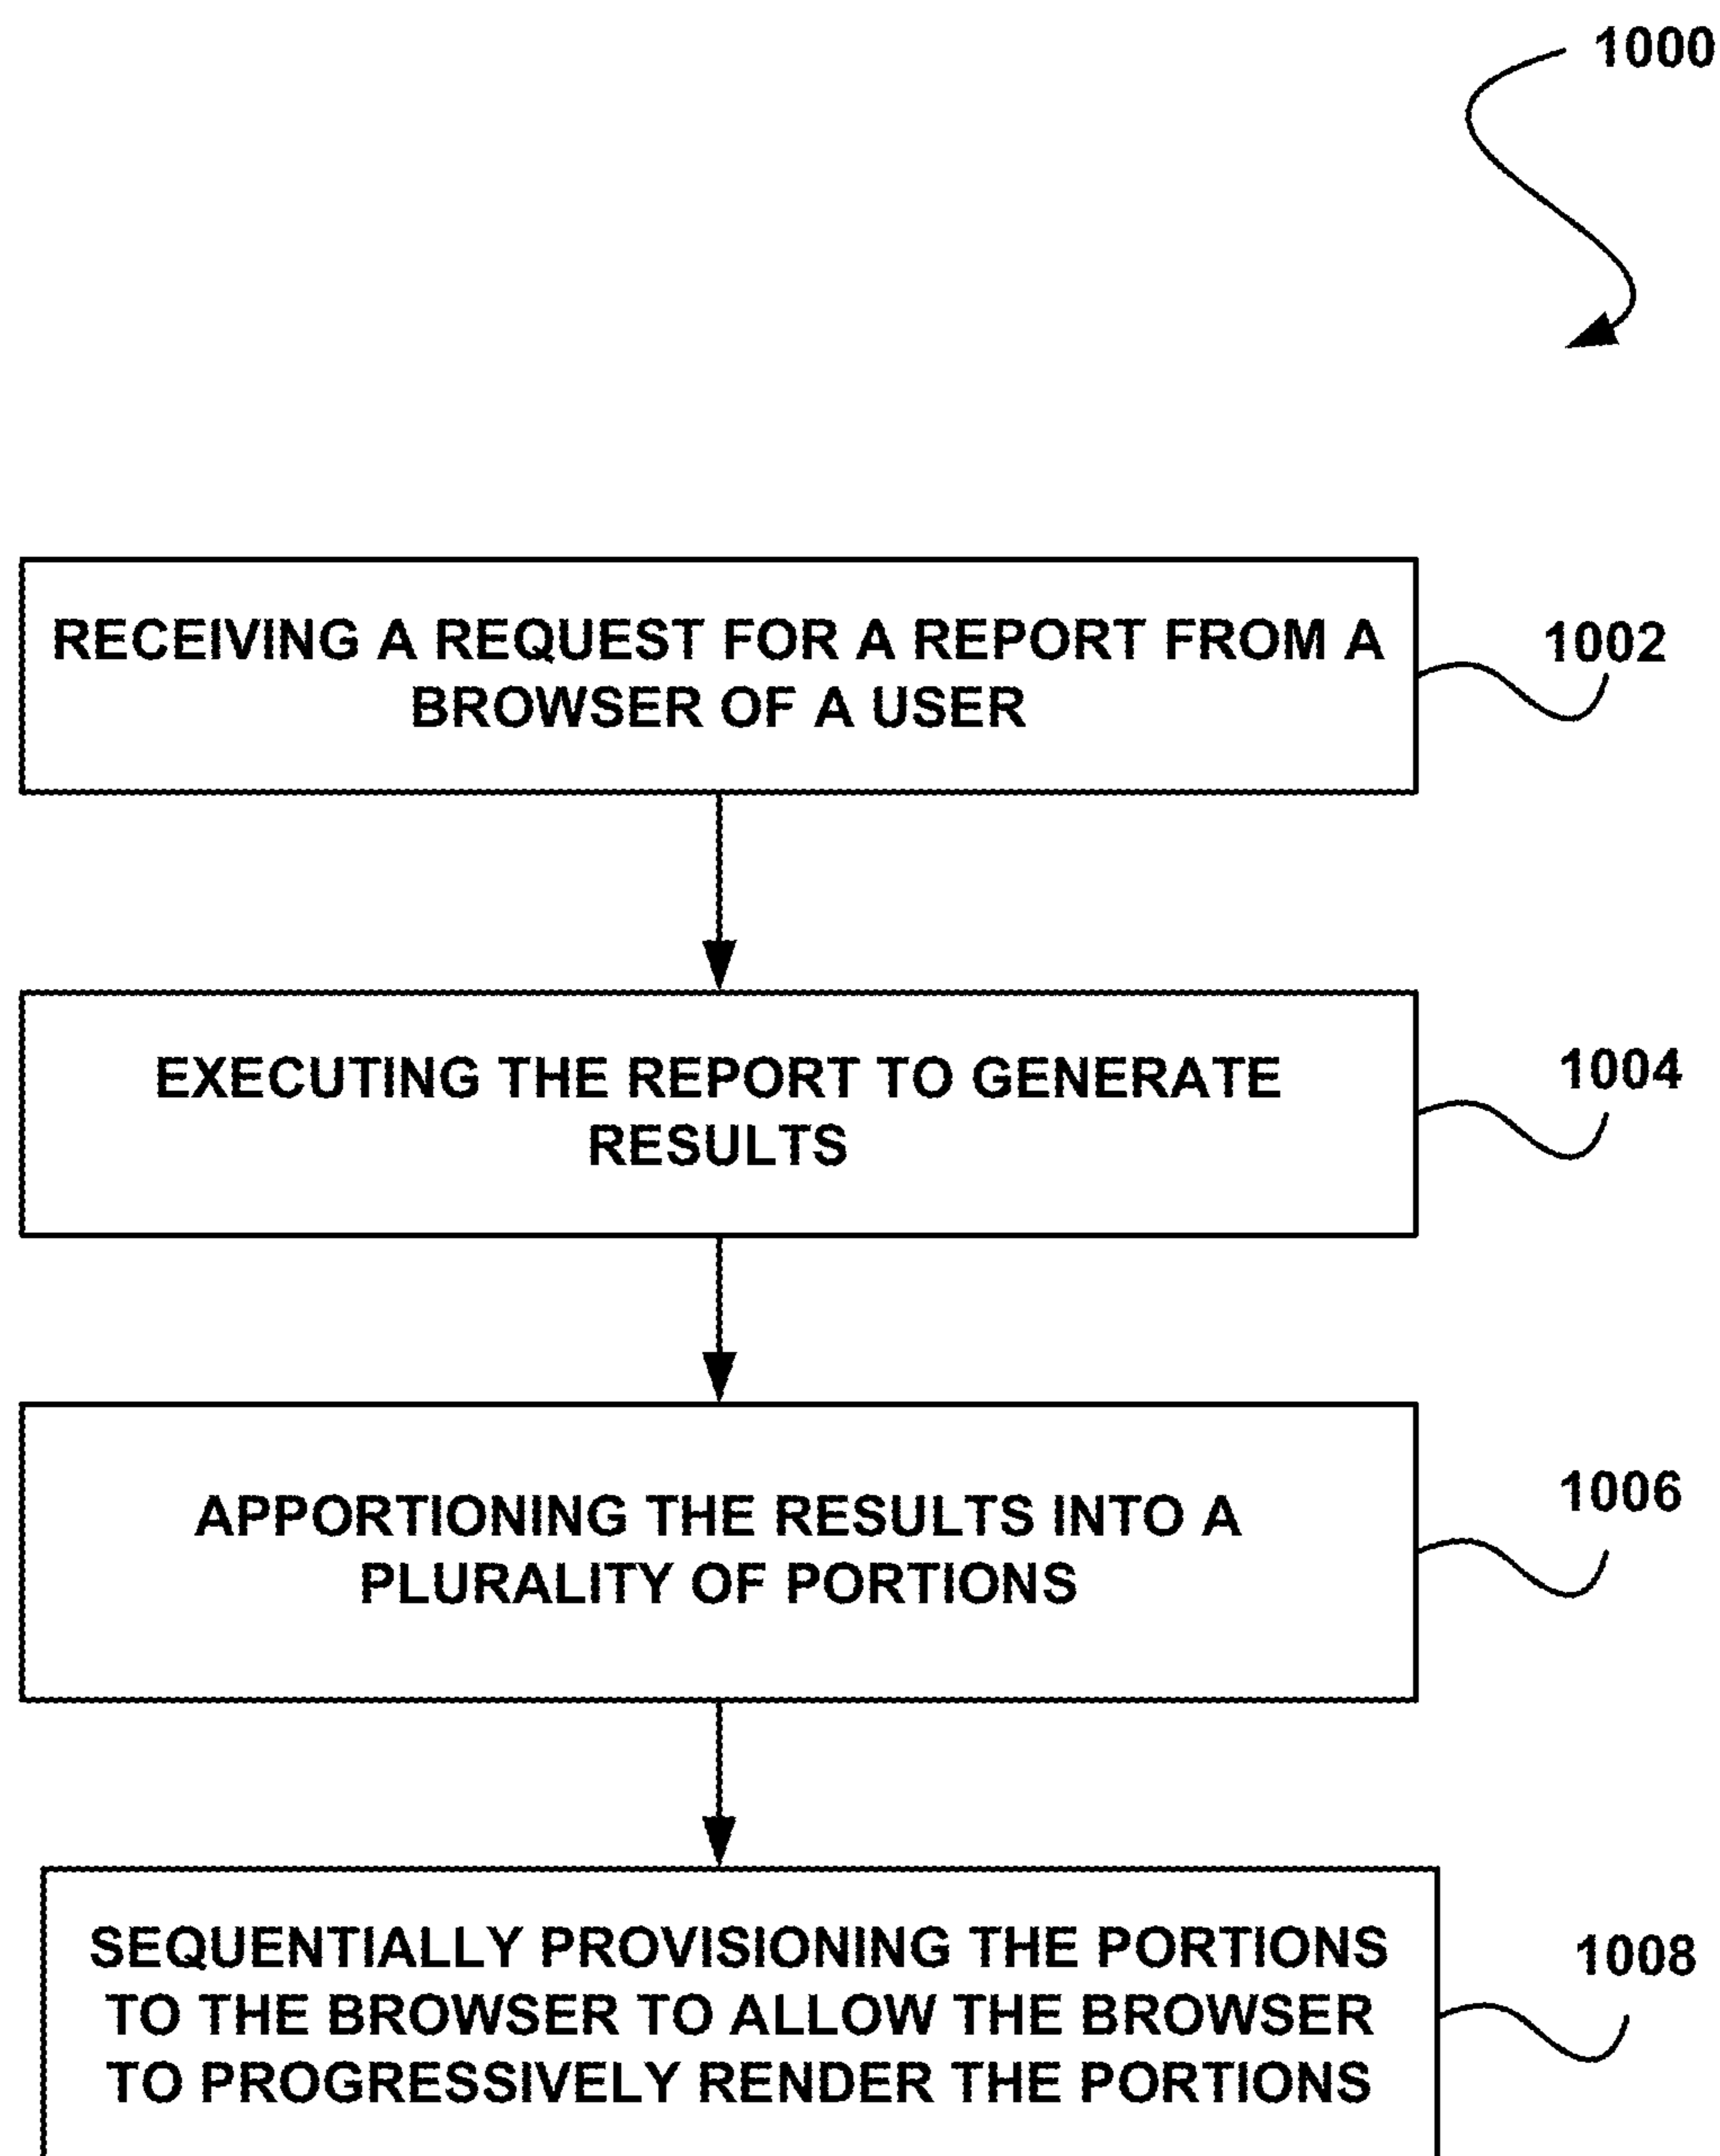 1000
RECEIVING A REQUEST FOR A REPORT FROM A
BROWSER OF A USER
1002
EXECUTING THE REPORT TO GENERATE
RESULTS
1004
APPORTIONING THE RESULTS INTO A
PLURALITY OF PORTIONS
1006
SEQUENTIALLY PROVISIONING THE PORTIONS
TO THE BROWSER TO ALLOW THE BROWSER
TO PROGRESSIVELY RENDER THE PORTIONS
1008